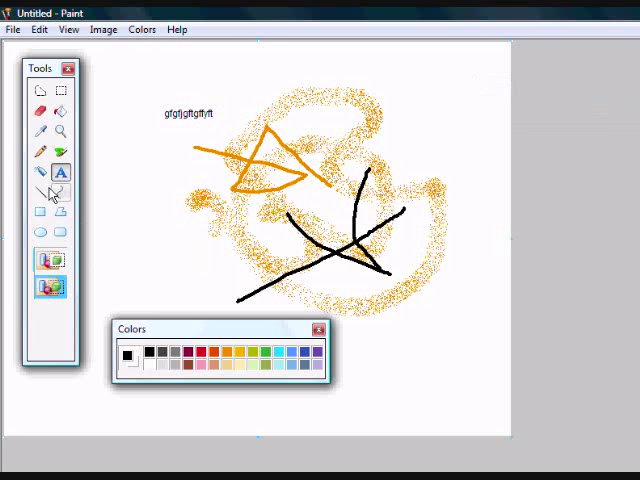 Untitled - Paint
File Edit View Image Colors Help
Tools
gfgfjgftgffyft
A
Colors